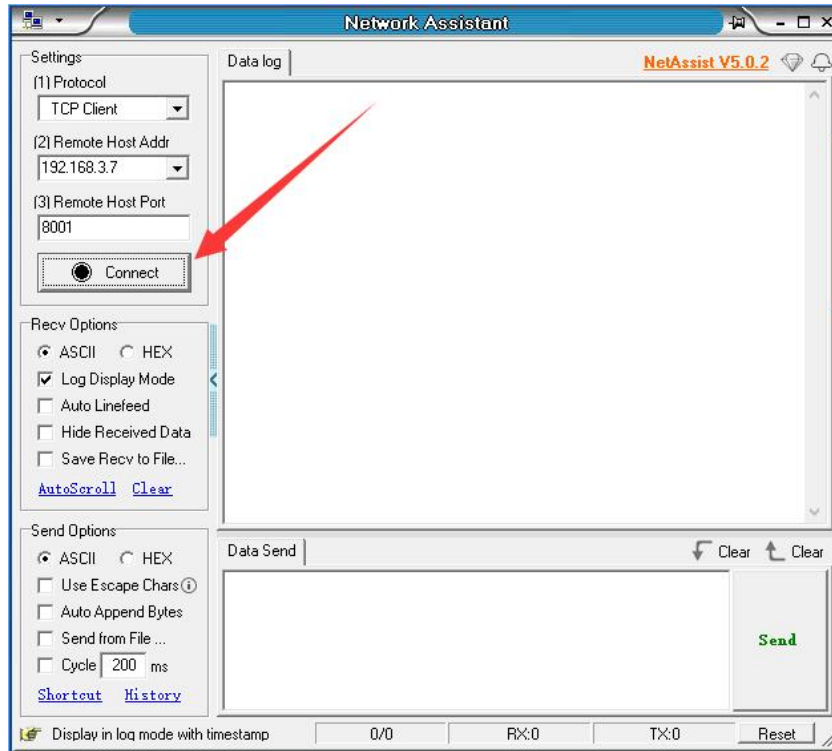 Network Assistant
Settings
(1) Protocol
TCP Client
(2) Remote Host Addr
192.168.3.7
(3) Remote Host Port
8001
Connect
Recv Options
ASCII HEX
Log Display Mode
Auto Linefeed
Hide Received Data
Save Recv to File...
AutoScroll Clear
Send Options
ASCII HEX
Use Escape Chars
Auto Append Bytes
Send from File ...
Cycle 200 ms
Shortcut History
Data log NetAssist V5.0.2
Data Send Clear Clear
Send
Display in log mode with timestamp 0/0 RX:0 TX:0 Reset